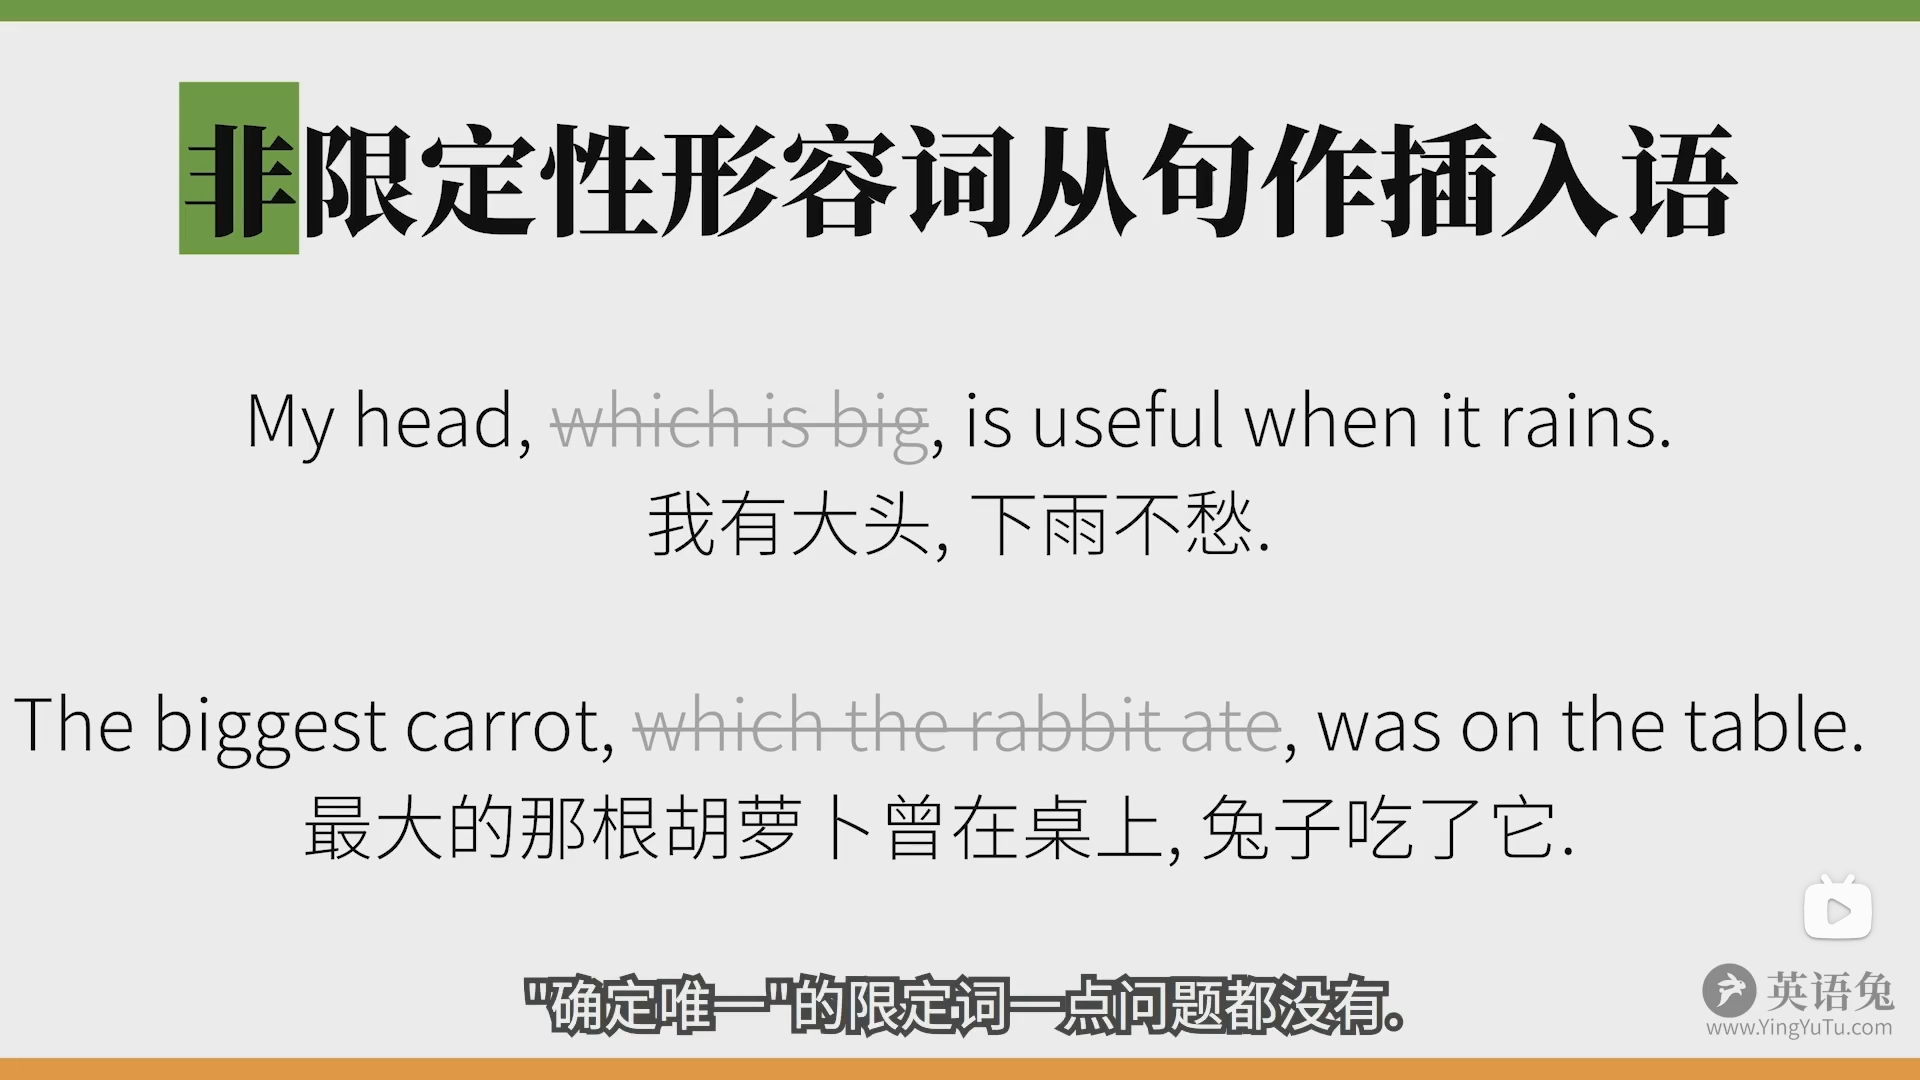 非限定性形容词从句作插入语
My head, which is big, is useful when it rains.
我有大头, 下雨不愁.
The biggest carrot, which the rabbit ate, was on the table.
最大的那根胡萝卜曾在桌上, 兔子吃了它.
"确定唯一"的限定词一点问题都没有。
英语兔
www.YingYuTu.com